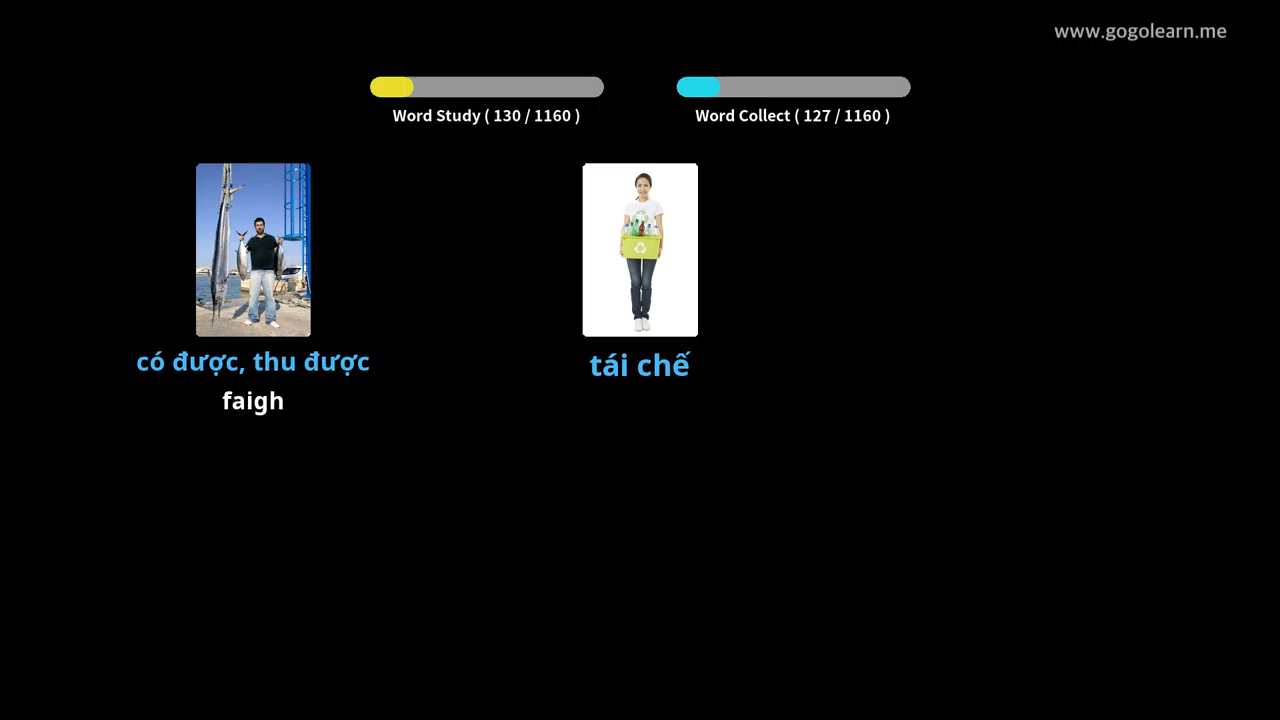 www.gogolearn.me
Word Study ( 130 / 1160 )
Word Collect ( 127 / 1160 )
có được, thu được
faigh
tái chế